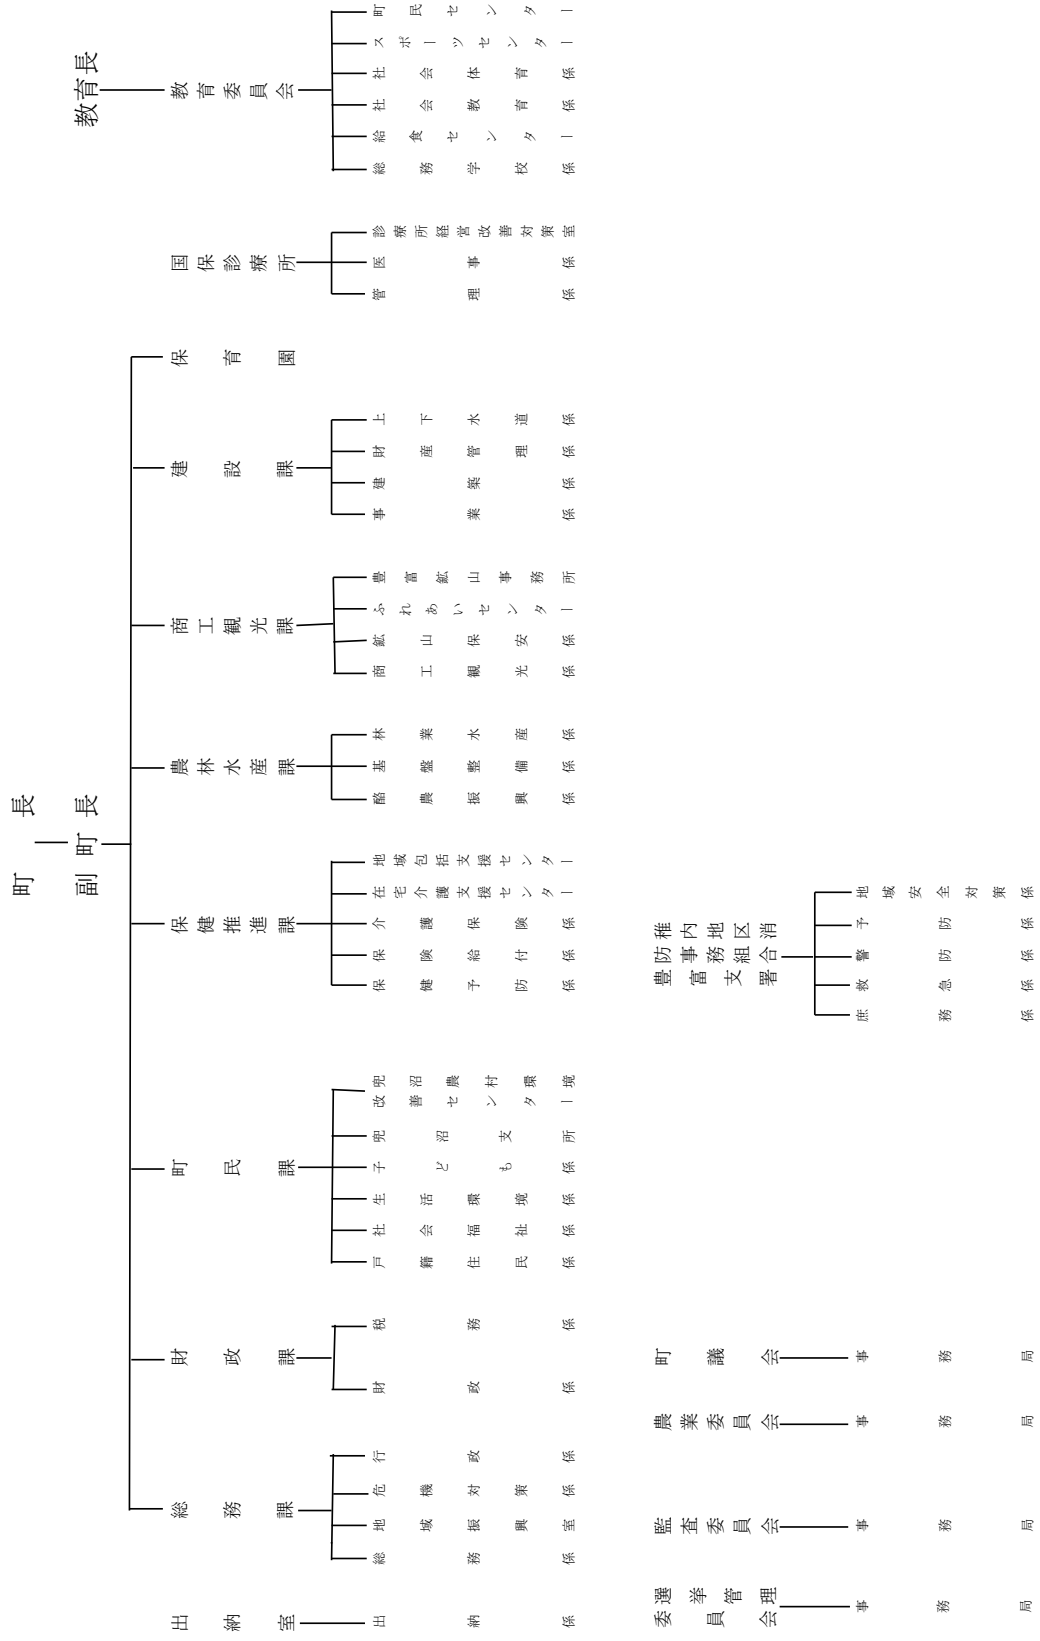 町長
副町長
教育長
出納室
出納係
総務課
総務係
地域振興室
危機対策係
行政係
財政課
財政係
税務係
町民課
戸籍住民係
社会福祉係
生活環境係
子ども係
兜沼支所
兜沼農村環境
改善センター
保健推進課
保健予防係
保険給付係
介護保険係
在宅介護支援センター
地域包括支援センター
農林水産課
酪農振興係
基盤整備係
林業水産係
商工観光課
商工観光係
鉱山保安係
ふれあいセンター
豊富鉱山事務所
建設課
事業係
建築係
財産管理係
上下水道係
保育園
国保診療所
管理係
医事係
診療所経営改善対策室
教育委員会
総務学校係
給食センター
社会教育係
社会体育係
スポーツセンター
町民センター
選挙管理
委員会
事務局
監査委員会
事務局
農業委員会
事務局
町議会
事務局
稚内地区消
防事務組合
豊富支署
庶務係
救急係
警防係
予防係
地域安全対策係